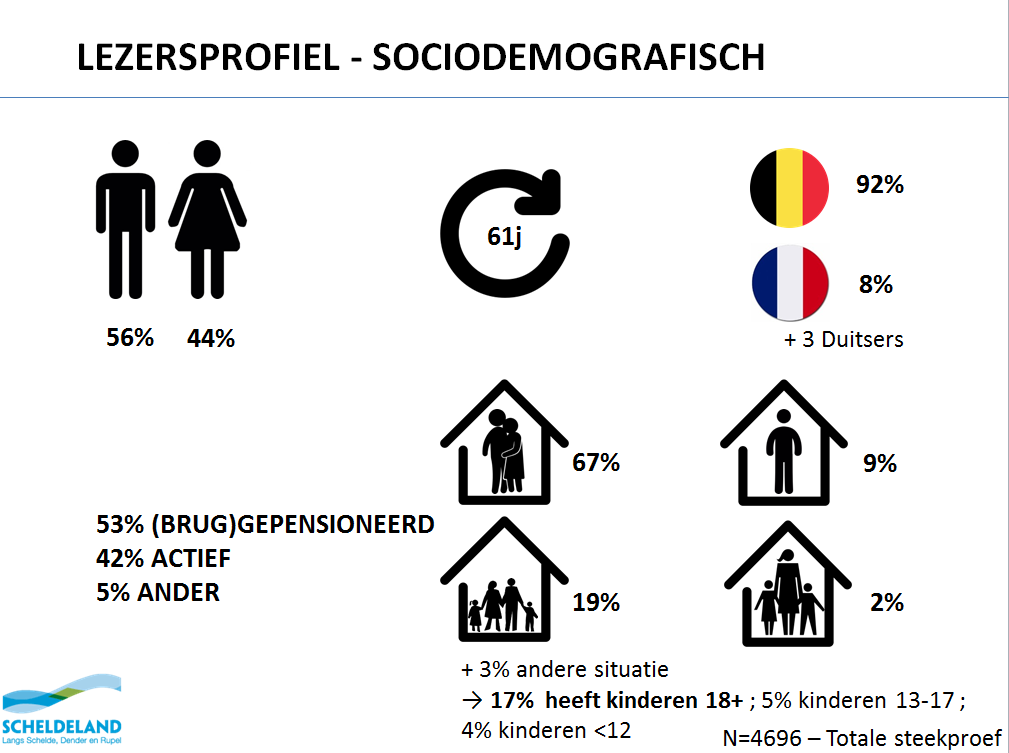 LEZERSPROFIEL - SOCIODEMOGRAFISCH
56%
44%
61j
92%
8%
+ 3 Duitsers
67%
9%
53% (BRUG)GEPENSIONEERD
42% ACTIEF
5% ANDER
19%
2%
+ 3% andere situatie
→ 17% heeft kinderen 18+ ; 5% kinderen 13-17 ;
4% kinderen <12
SCHELDELAND
Langs Schelde, Dender en Rupel
N=4696 – Totale steekproef